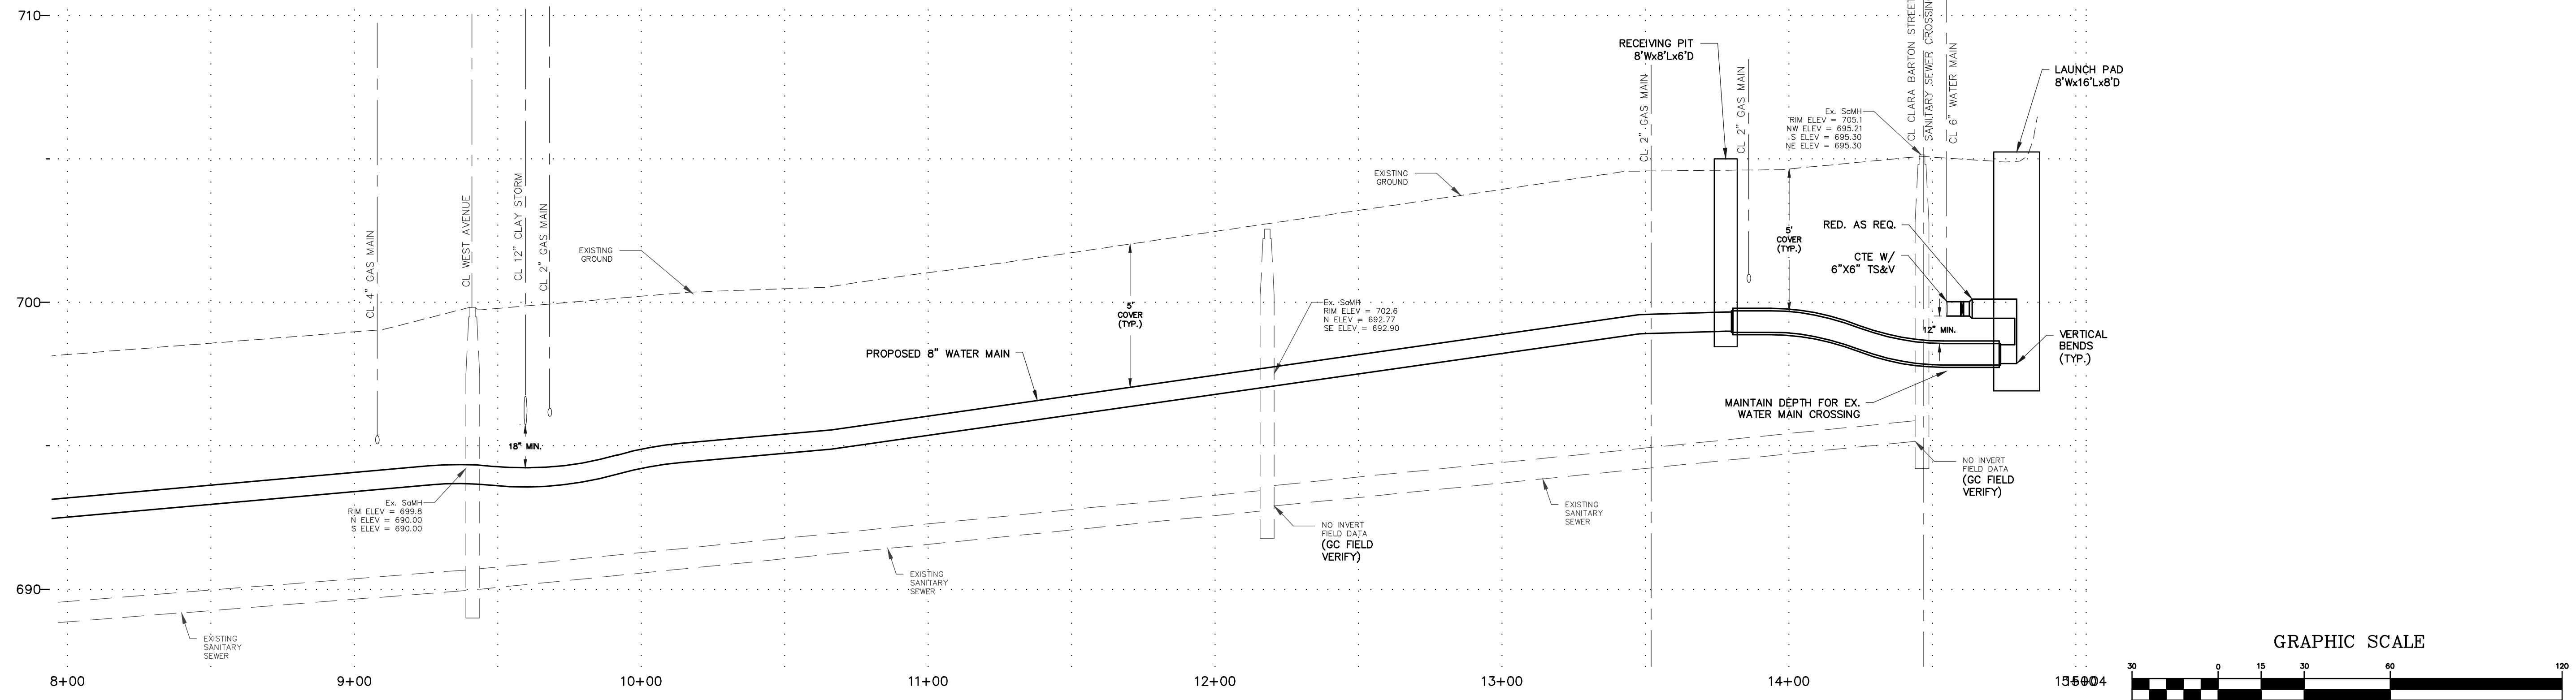 710
700
690
CL 4" GAS MAIN
CL WEST AVENUE
CL 12" CLAY STORM
CL 2" GAS MAIN
EXISTING
GROUND
18" MIN.
Ex. SaMH
RIM ELEV = 699.8
N ELEV = 690.00
S ELEV = 690.00
EXISTING
SANITARY
SEWER
PROPOSED 8" WATER MAIN
EXISTING
SANITARY
SEWER
5'
COVER
(TYP.)
Ex. SaMH
RIM ELEV = 702.6
N ELEV = 692.77
SE ELEV = 692.90
NO INVERT
FIELD DATA
(GC FIELD
VERIFY)
EXISTING
GROUND
EXISTING
SANITARY
SEWER
RECEIVING PIT
8'Wx8'Lx6'D
CL 2" GAS MAIN
CL 2" GAS MAIN
5'
COVER
(TYP.)
Ex. SaMH
RIM ELEV = 705.1
NW ELEV = 695.21
S ELEV = 695.30
NE ELEV = 695.30
CL CLARA BARTON STREET
SANITARY SEWER CROSSING
CL 6" WATER MAIN
LAUNCH PAD
8'Wx16'Lx8'D
RED. AS REQ.
CTE W/
6"X6" TS&V
12" MIN.
VERTICAL
BENDS
(TYP.)
MAINTAIN DEPTH FOR EX.
WATER MAIN CROSSING
NO INVERT
FIELD DATA
(GC FIELD
VERIFY)
8+00
9+00
10+00
11+00
12+00
13+00
14+00
GRAPHIC SCALE
30 0 15 30 60 120